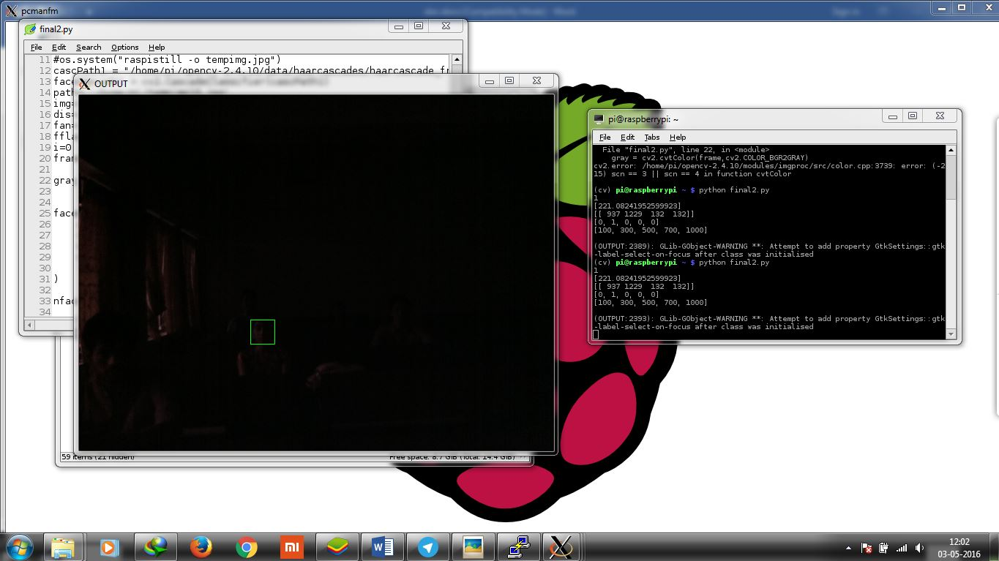 pcmanfm
final2.py
File Edit Search Options Help
11 #os.system("raspistill -o tempimg.jpg")
12 cascPath1 = "/home/pi/opencv-2.4.10/data/haarcascades/haarcascade_fr
13 face
14 path
15 img=
16 dis=
17 fan=
18 ffla
19 i=0
20 fram
22 gray
23
24
25 face
26
27
28
29
30
31 )
32
33 nfac
34
OUTPUT
59 items (21 hidden) Free space: 8.7 GiB (Total: 14.4 GiB)
pi@raspberrypi: ~
File Edit Tabs Help
File "final2.py", line 22, in <module>
gray = cv2.cvtColor(frame,cv2.COLOR_BGR2GRAY)
cv2.error: /home/pi/opencv-2.4.10/modules/imgproc/src/color.cpp:3739: error: (-2
15) scn == 3 || scn == 4 in function cvtColor
(cv) pi@raspberrypi ~ $ python final2.py
1
[221.08241952599923]
[[ 937 1229 132 132]]
[0, 1, 0, 0, 0]
[100, 300, 500, 700, 1000]
(OUTPUT:2389): GLib-GObject-WARNING **: Attempt to add property GtkSettings::gtk
-label-select-on-focus after class was initialised
(cv) pi@raspberrypi ~ $ python final2.py
1
[221.08241952599923]
[[ 937 1229 132 132]]
[0, 1, 0, 0, 0]
[100, 300, 500, 700, 1000]
(OUTPUT:2393): GLib-GObject-WARNING **: Attempt to add property GtkSettings::gtk
-label-select-on-focus after class was initialised
mi
W
12:02
03-05-2016